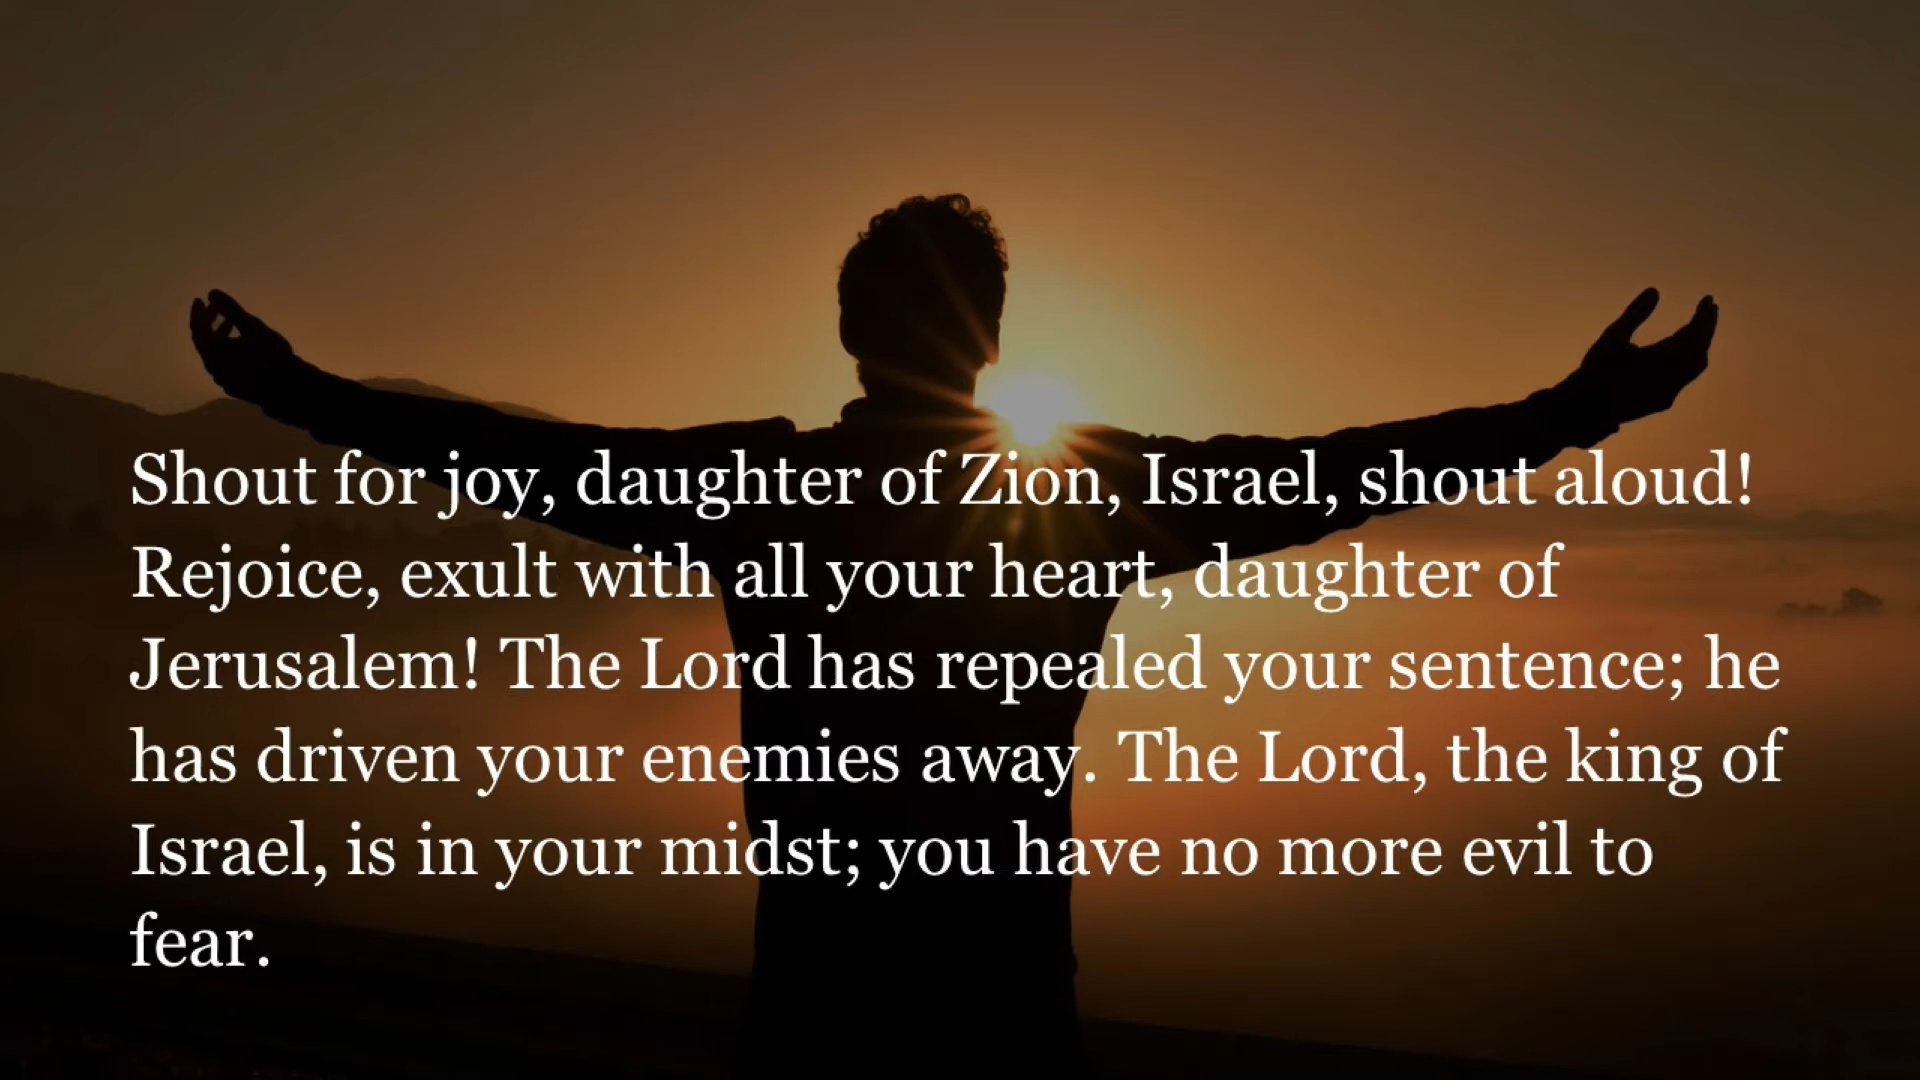 Shout for joy, daughter of Zion, Israel, shout aloud!
Rejoice, exult with all your heart, daughter of
Jerusalem! The Lord has repealed your sentence; he
has driven your enemies away. The Lord, the king of
Israel, is in your midst; you have no more evil to
fear.